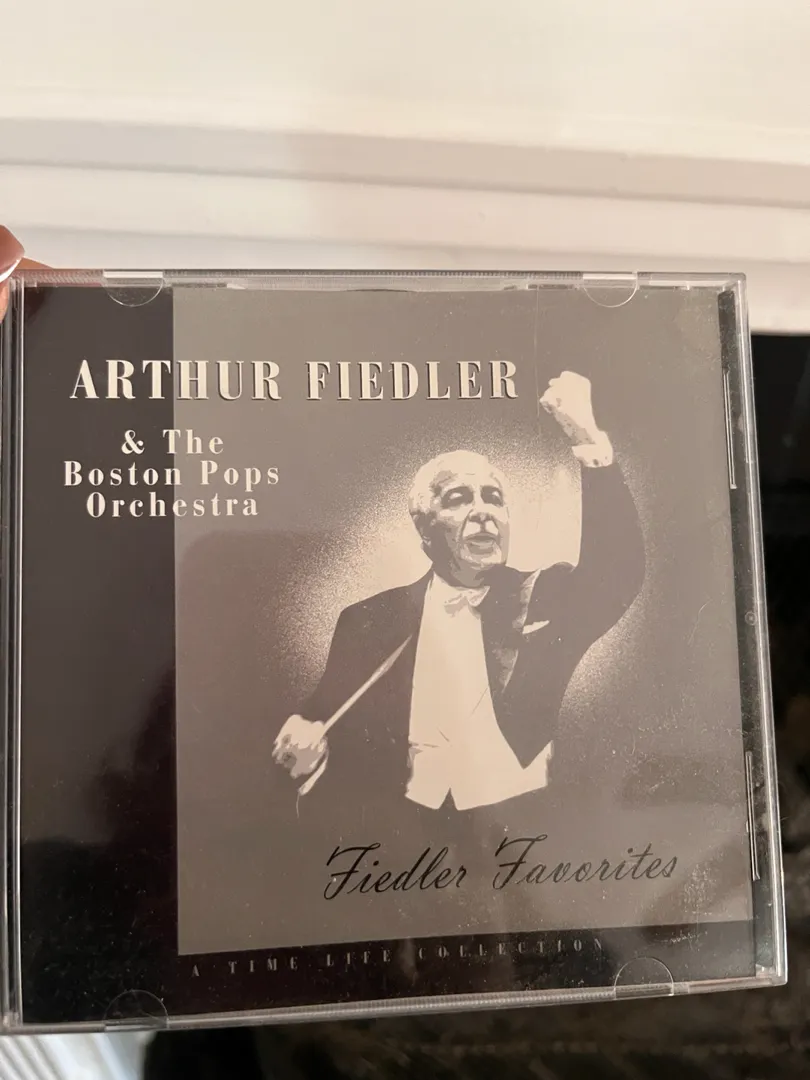 ARTHUR FIEDLER
& The
Boston Pops
Orchestra
Fiedler Favorites
A TIME LIFE COLLECTION